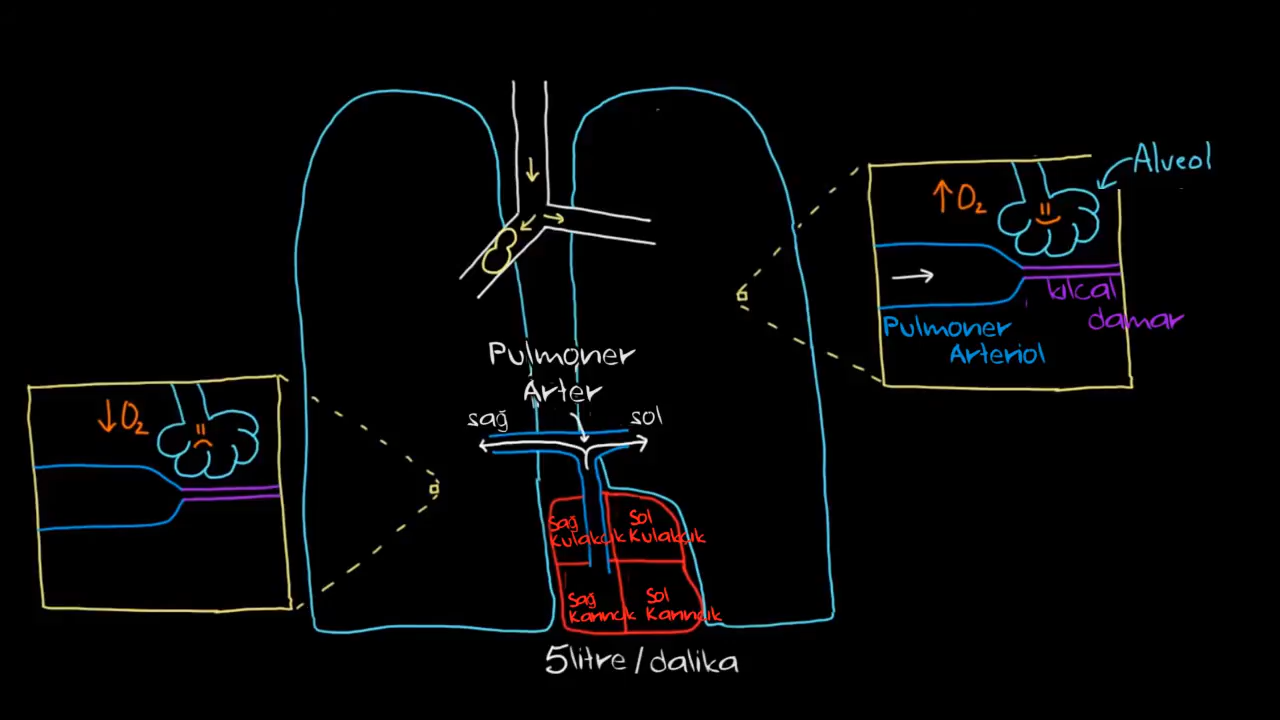 Alveol
↑O₂
kılcal
damar
Pulmoner
Arteriol
Pulmoner
Arter
sağ
sol
↓O₂
Sağ
Kulakçık
Sol
Kulakçık
Sağ
Karıncık
Sol
Karıncık
5litre/dalika